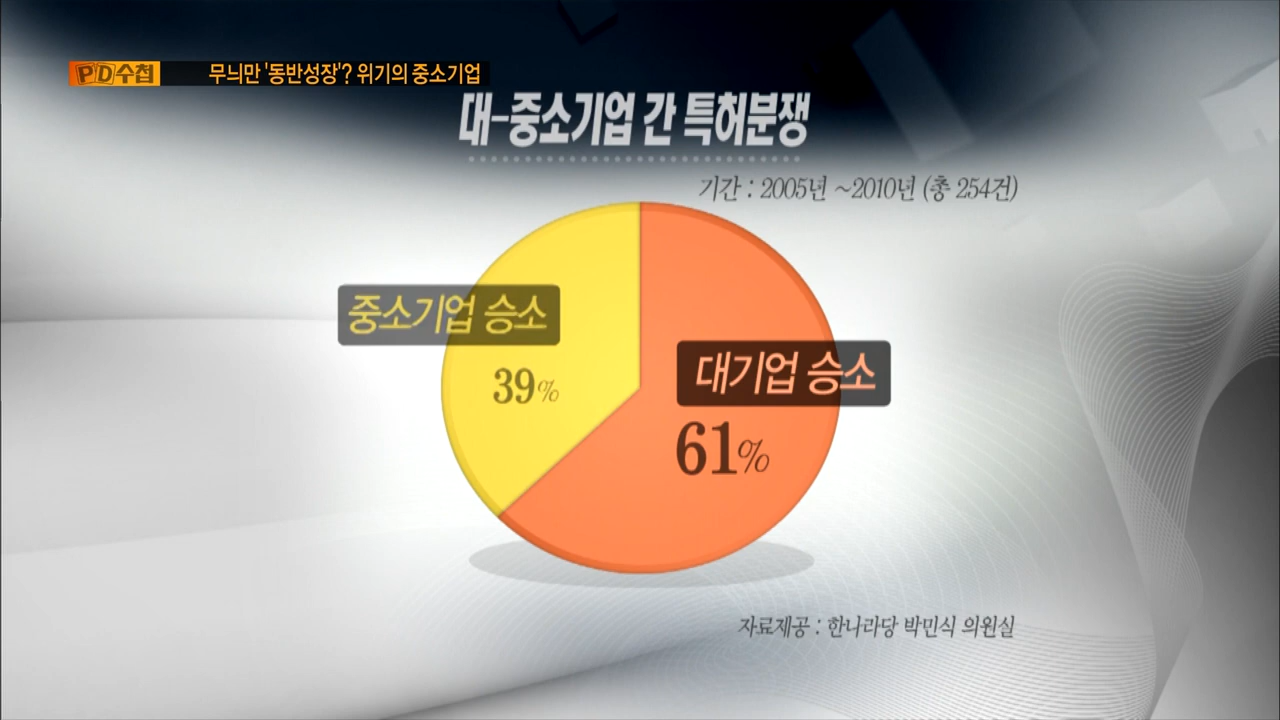 PD수첩 무늬만 '동반성장'? 위기의 중소기업
대-중소기업 간 특허분쟁
기간 : 2005년 ~2010년 (총 254건)
중소기업 승소
39%
대기업 승소
61%
자료제공 : 한나라당 박민식 의원실